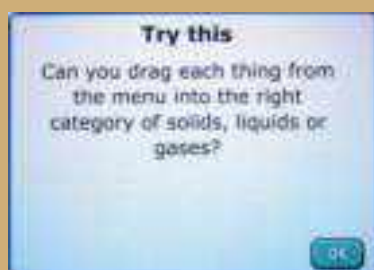 Try this
Can you drag each thing from
the menu into the right
category of solids, liquids or
gases?
OK